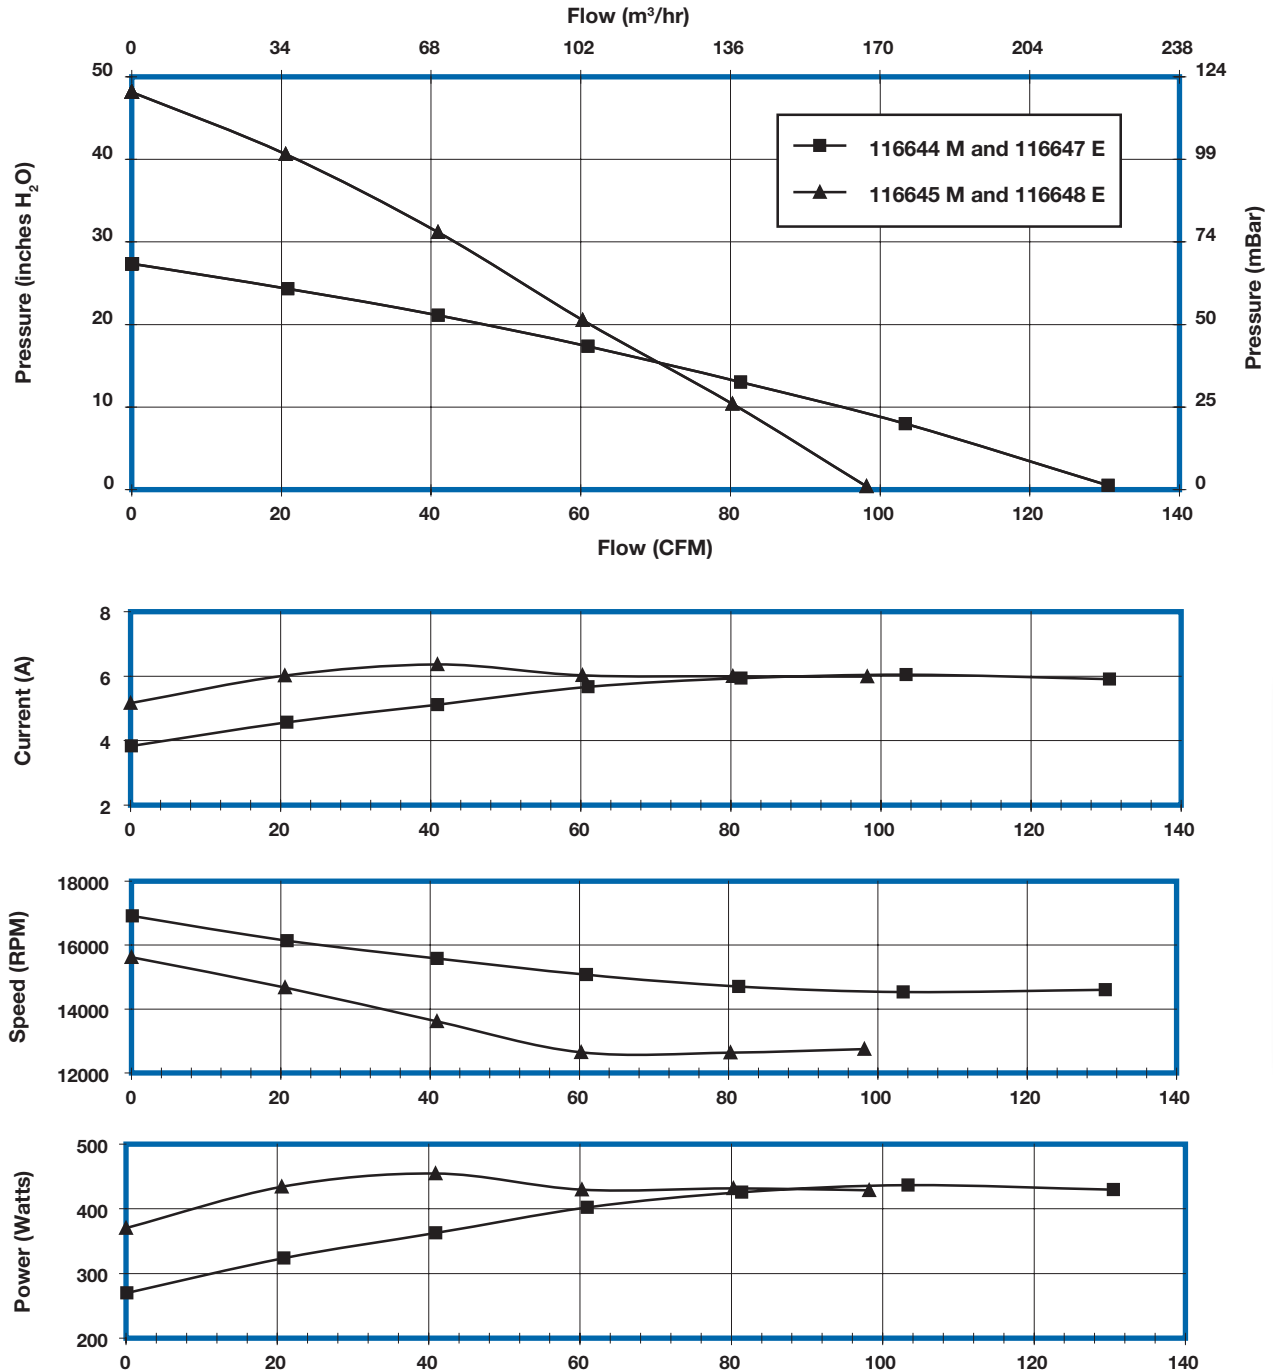 Flow (m³/hr)
0 34 68 102 136 170 204 238
50 124
40 99
30 74
20 50
10 25
0 0
Pressure (inches H₂O)
Pressure (mBar)
116644 M and 116647 E
116645 M and 116648 E
0 20 40 60 80 100 120 140
Flow (CFM)
Current (A)
8
6
4
2
0 20 40 60 80 100 120 140
Speed (RPM)
18000
16000
14000
12000
0 20 40 60 80 100 120 140
Power (Watts)
500
400
300
200
0 20 40 60 80 100 120 140